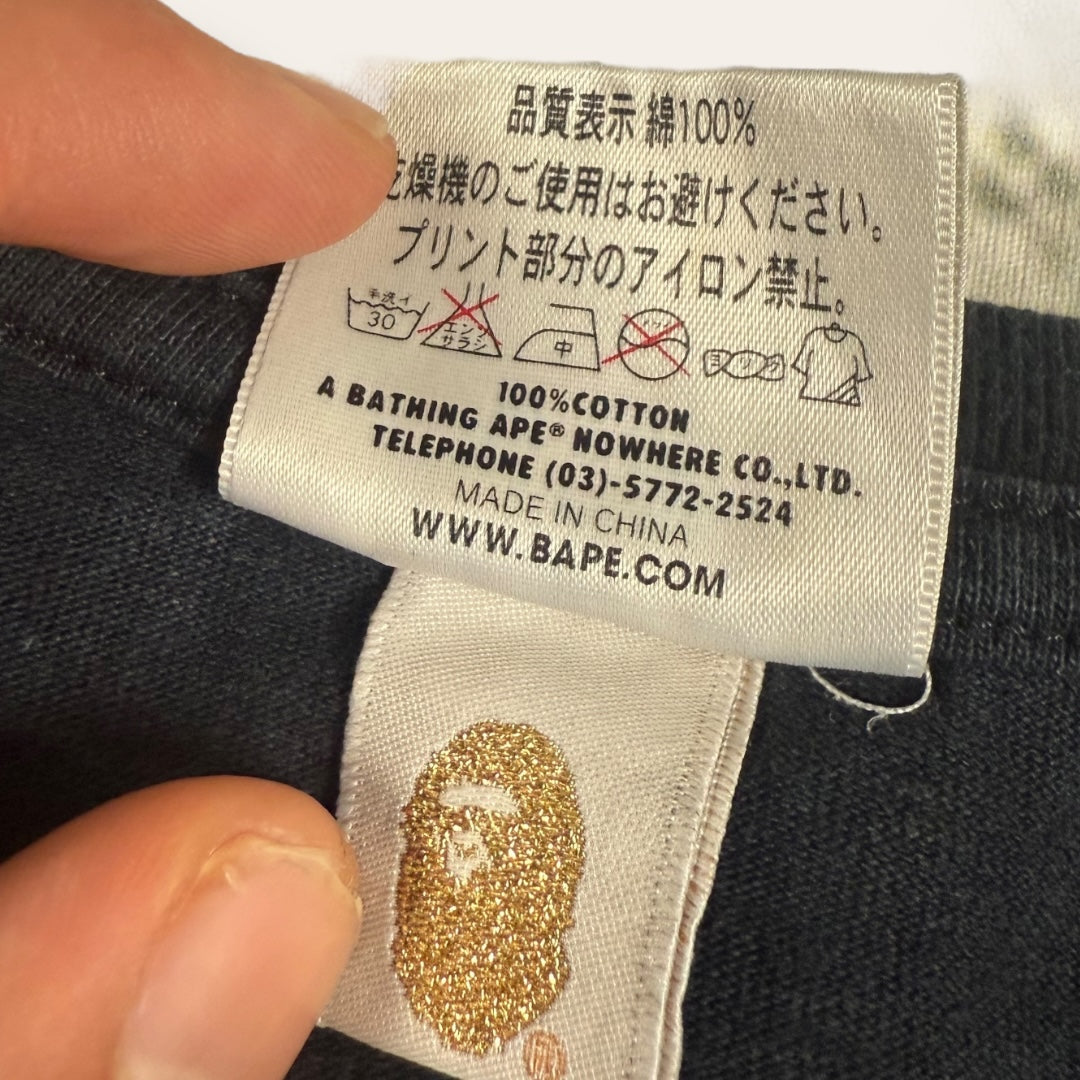 品質表示 綿100%
燥機のご使用はお避けください。
プリント部分のアイロン禁止。
手洗イ
30
エンソ
サラシ
中
100%COTTON
A BATHING APE® NOWHERE CO.,LTD.
TELEPHONE (03)-5772-2524
MADE IN CHINA
WWW.BAPE.COM